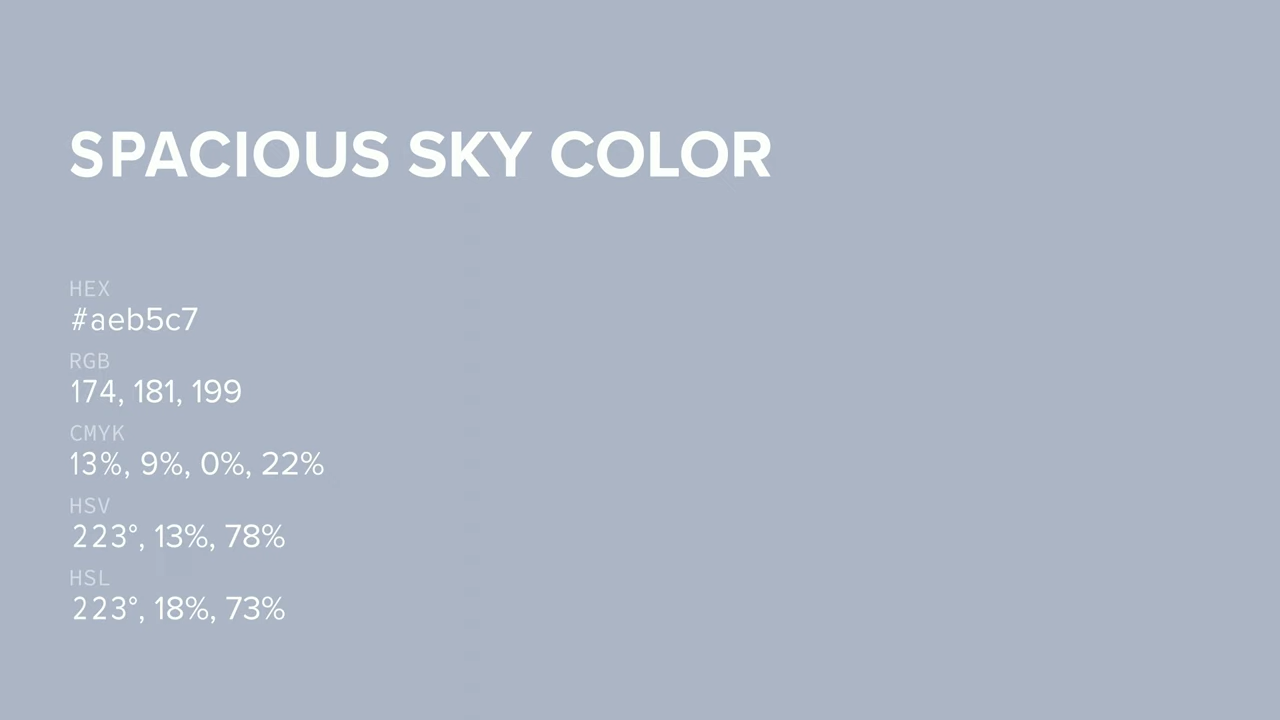 SPACIOUS SKY COLOR
HEX
#aeb5c7
RGB
174, 181, 199
CMYK
13%, 9%, 0%, 22%
HSV
223°, 13%, 78%
HSL
223°, 18%, 73%